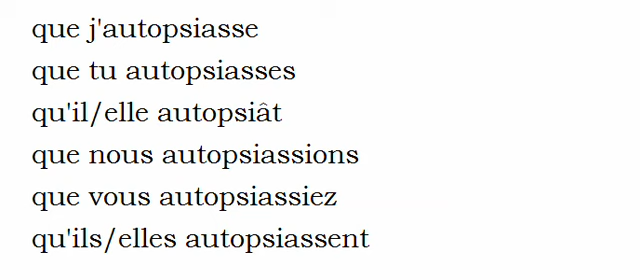 que j'autopsiasse
que tu autopsiasses
qu'il/elle autopsiât
que nous autopsiassions
que vous autopsiassiez
qu'ils/elles autopsiassent